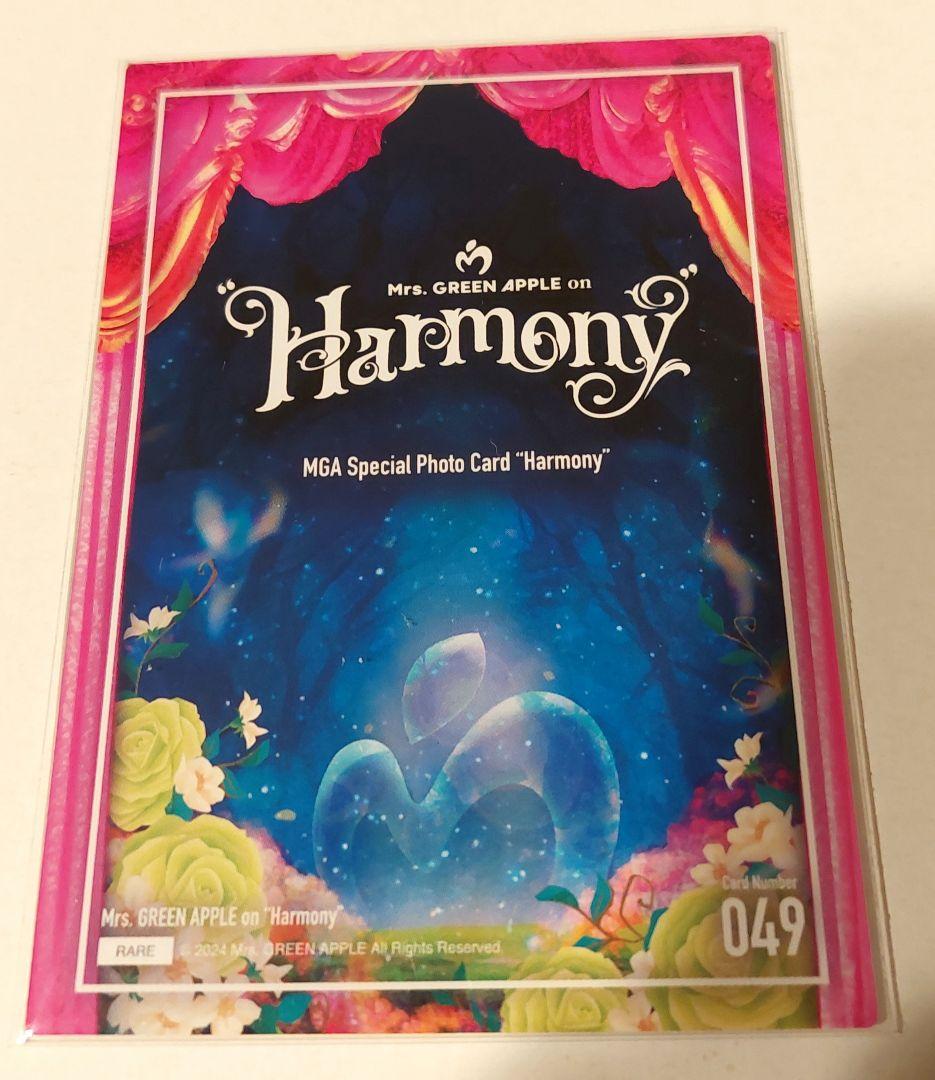 Mrs. GREEN APPLE on
“Harmony”
MGA Special Photo Card “Harmony”
Card Number
049
Mrs. GREEN APPLE on “Harmony”
RARE
© 2024 Mrs. GREEN APPLE All Rights Reserved.